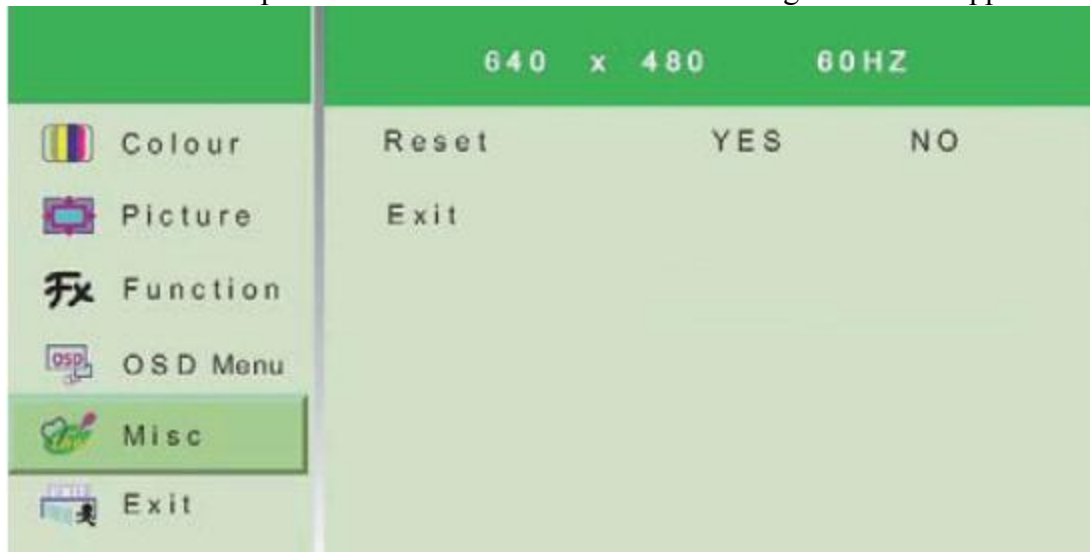 640 x 480 60HZ
Colour
Picture
Function
OSD Menu
Misc
Exit
Reset YES NO
Exit